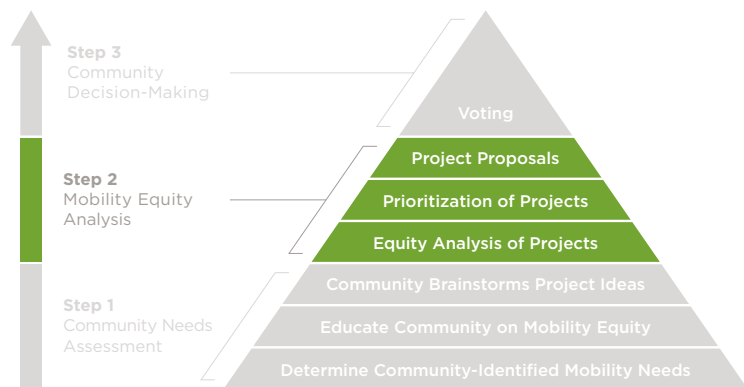 Step 3
Community
Decision-Making
Voting
Step 2
Mobility Equity
Analysis
Project Proposals
Prioritization of Projects
Equity Analysis of Projects
Step 1
Community Needs
Assessment
Community Brainstorms Project Ideas
Educate Community on Mobility Equity
Determine Community-Identified Mobility Needs